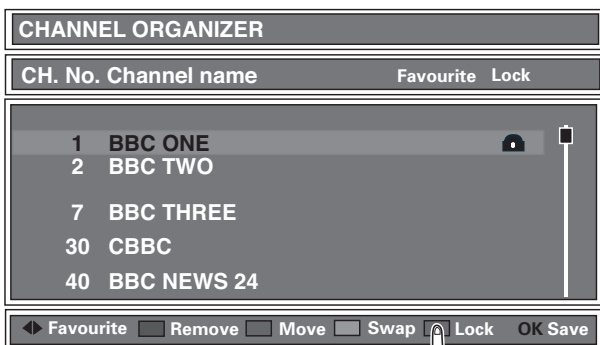 CHANNEL ORGANIZER
CH. No. Channel name Favourite Lock
1 BBC ONE
2 BBC TWO
7 BBC THREE
30 CBBC
40 BBC NEWS 24
Favourite Remove Move Swap Lock OK Save